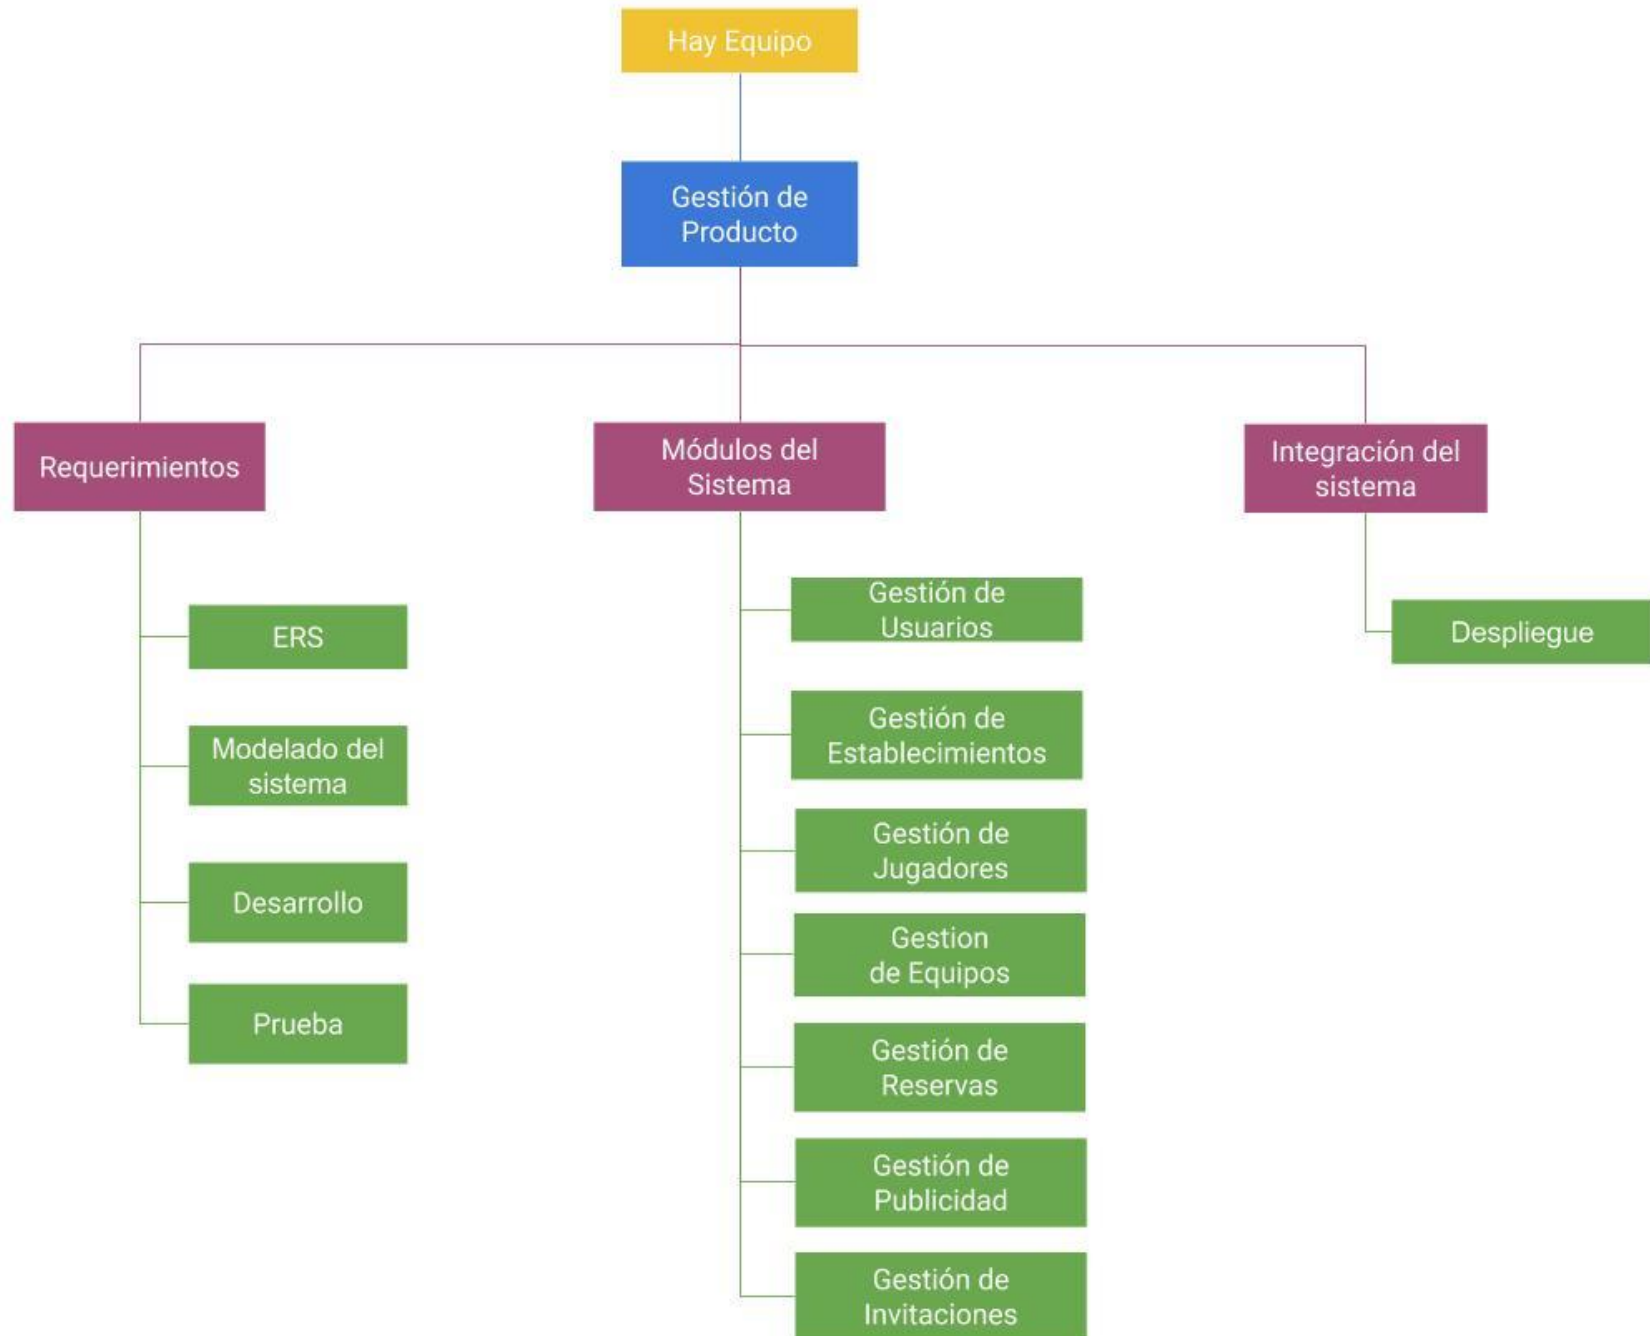 Hay Equipo
Gestión de
Producto
Requerimientos
Módulos del
Sistema
Integración del
sistema
ERS
Modelado del
sistema
Desarrollo
Prueba
Gestión de
Usuarios
Gestión de
Establecimientos
Gestión de
Jugadores
Gestion
de Equipos
Gestión de
Reservas
Gestión de
Publicidad
Gestión de
Invitaciones
Despliegue